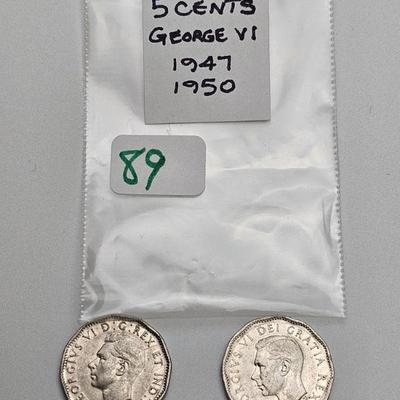 5 CENTS
GEORGE VI
1947
1950
89
GEORGIVS VI D:G:REX ET IND
GEORGIVS VI DEI GRATIA REX